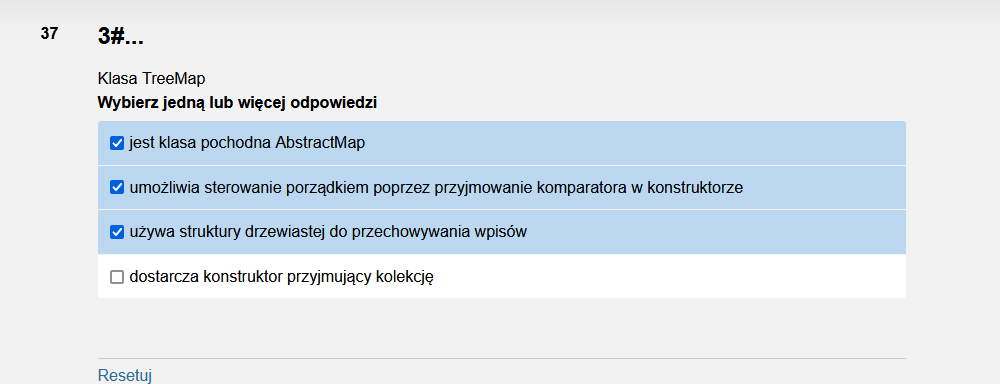 37
3#...
Klasa TreeMap
Wybierz jedną lub więcej odpowiedzi
jest klasa pochodna AbstractMap
umożliwia sterowanie porządkiem poprzez przyjmowanie komparatora w konstruktorze
używa struktury drzewiastej do przechowywania wpisów
dostarcza konstruktor przyjmujący kolekcję
Resetuj